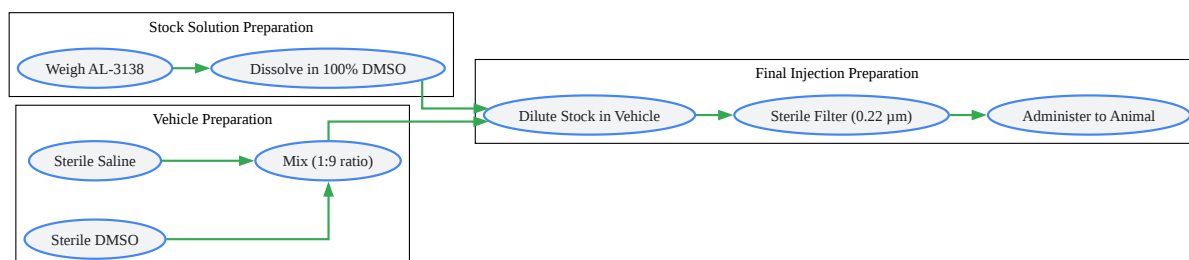 Stock Solution Preparation
Weigh AL-3138
Dissolve in 100% DMSO
Vehicle Preparation
Sterile Saline
Mix (1:9 ratio)
Sterile DMSO
Final Injection Preparation
Dilute Stock in Vehicle
Sterile Filter (0.22 µm)
Administer to Animal